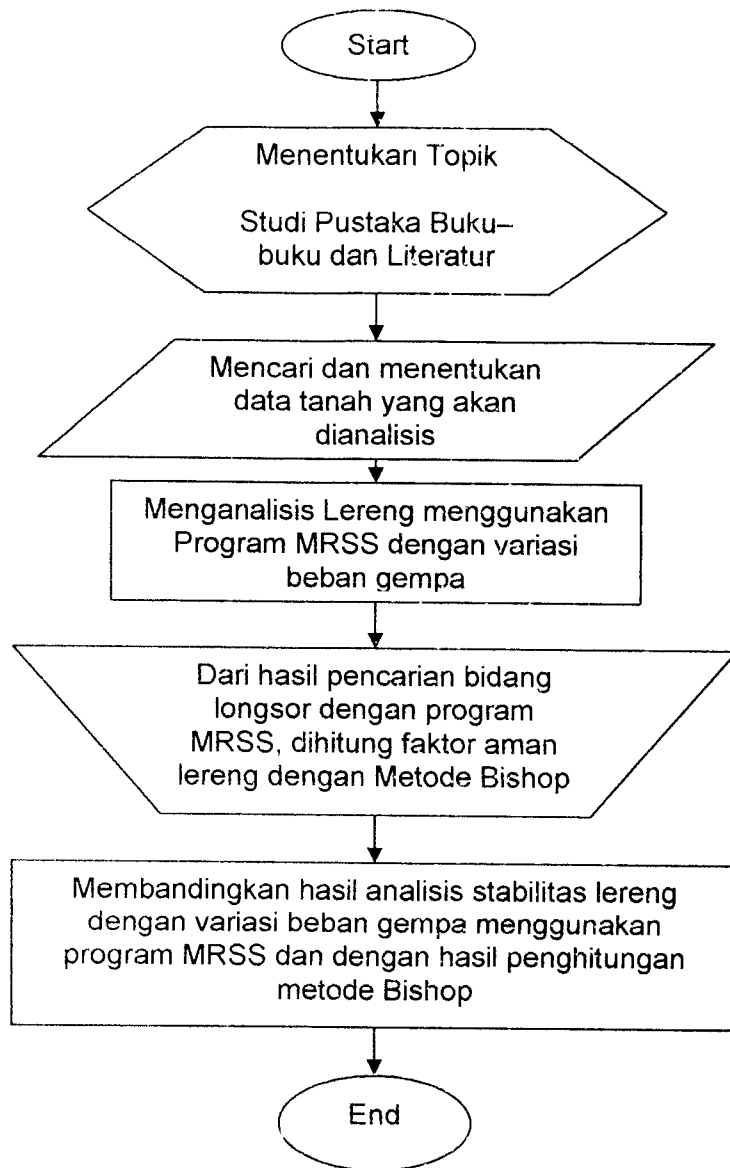 Start
Menentukan Topik
Studi Pustaka Buku–
buku dan Literatur
Mencari dan menentukan
data tanah yang akan
dianalisis
Menganalisis Lereng menggunakan
Program MRSS dengan variasi
beban gempa
Dari hasil pencarian bidang
longsor dengan program
MRSS, dihitung faktor aman
lereng dengan Metode Bishop
Membandingkan hasil analisis stabilitas lereng
dengan variasi beban gempa menggunakan
program MRSS dan dengan hasil penghitungan
metode Bishop
End